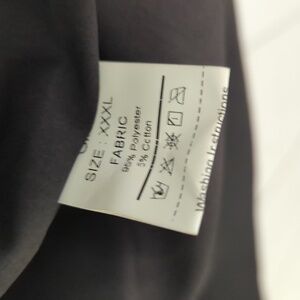 SIZE : XXXL
FABRIC
95% Polyester
5% Cotton
Washing Instructions